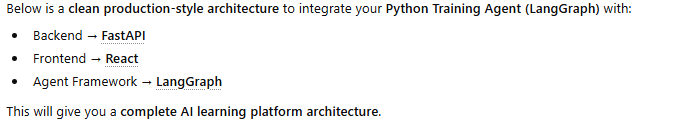 Below is a clean production-style architecture to integrate your Python Training Agent (LangGraph) with:
• Backend → FastAPI
• Frontend → React
• Agent Framework → LangGraph
This will give you a complete AI learning platform architecture.